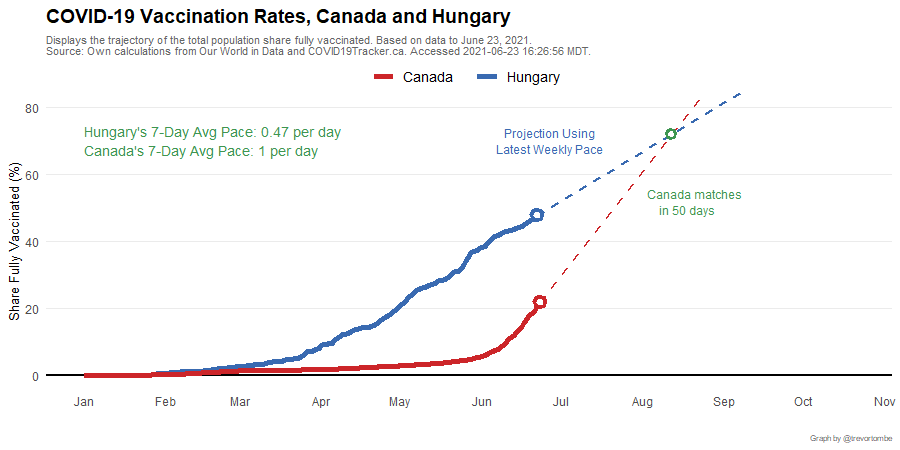 COVID-19 Vaccination Rates, Canada and Hungary
Displays the trajectory of the total population share fully vaccinated. Based on data to June 23, 2021.
Source: Own calculations from Our World in Data and COVID19Tracker.ca. Accessed 2021-06-23 16:26:56 MDT.
Canada
Hungary
80
60
40
20
0
Share Fully Vaccinated (%)
Hungary's 7-Day Avg Pace: 0.47 per day
Canada's 7-Day Avg Pace: 1 per day
Projection Using
Latest Weekly Pace
Canada matches
in 50 days
Jan
Feb
Mar
Apr
May
Jun
Jul
Aug
Sep
Oct
Nov
Graph by @trevortombe